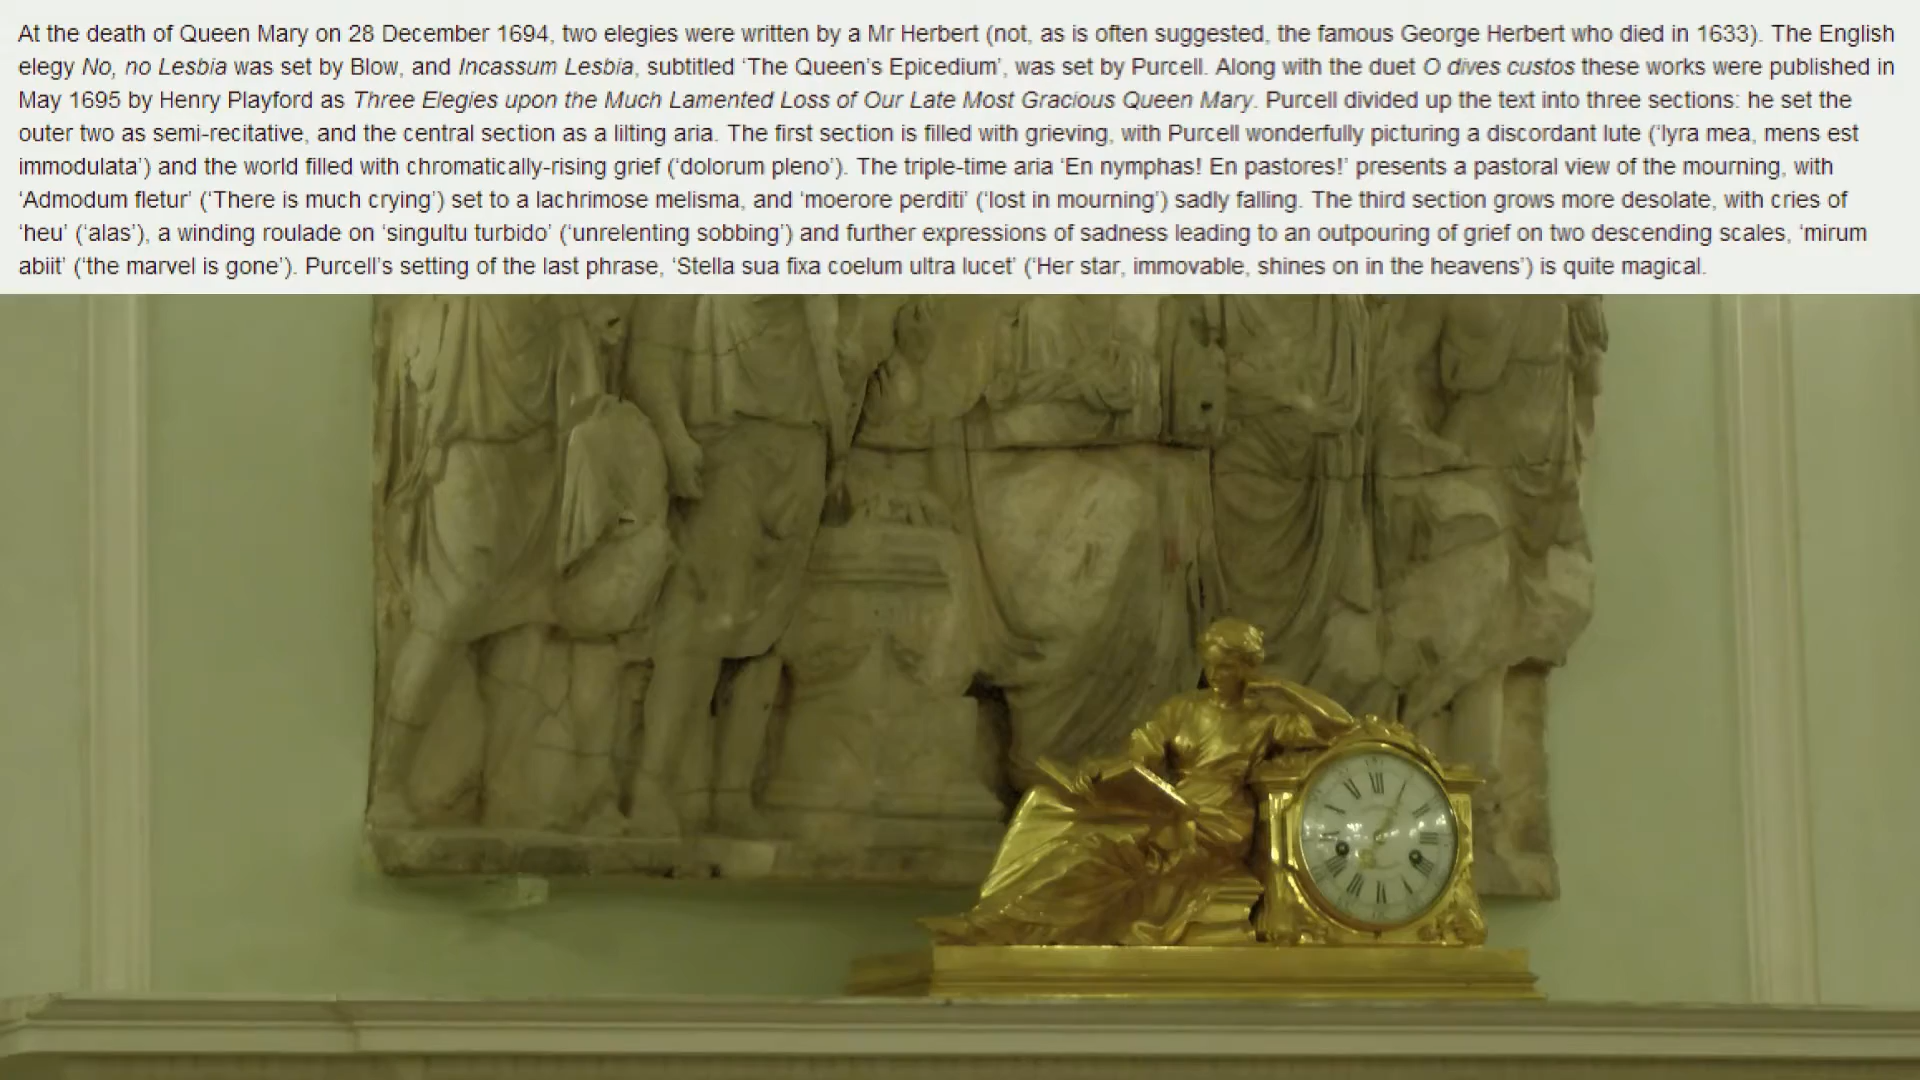 At the death of Queen Mary on 28 December 1694, two elegies were written by a Mr Herbert (not, as is often suggested, the famous George Herbert who died in 1633). The English
elegy No, no Lesbia was set by Blow, and Incassum Lesbia, subtitled ‘The Queen’s Epicedium’, was set by Purcell. Along with the duet O dives custos these works were published in
May 1695 by Henry Playford as Three Elegies upon the Much Lamented Loss of Our Late Most Gracious Queen Mary. Purcell divided up the text into three sections: he set the
outer two as semi-recitative, and the central section as a lilting aria. The first section is filled with grieving, with Purcell wonderfully picturing a discordant lute (‘lyra mea, mens est
immodulata’) and the world filled with chromatically-rising grief (‘dolorum pleno’). The triple-time aria ‘En nymphas! En pastores!’ presents a pastoral view of the mourning, with
‘Admodum fletur’ (‘There is much crying’) set to a lachrimose melisma, and ‘moerore perditi’ (‘lost in mourning’) sadly falling. The third section grows more desolate, with cries of
‘heu’ (‘alas’), a winding roulade on ‘singultu turbido’ (‘unrelenting sobbing’) and further expressions of sadness leading to an outpouring of grief on two descending scales, ‘mirum
abiit’ (‘the marvel is gone’). Purcell’s setting of the last phrase, ‘Stella sua fixa coelum ultra lucet’ (‘Her star, immovable, shines on in the heavens’) is quite magical.